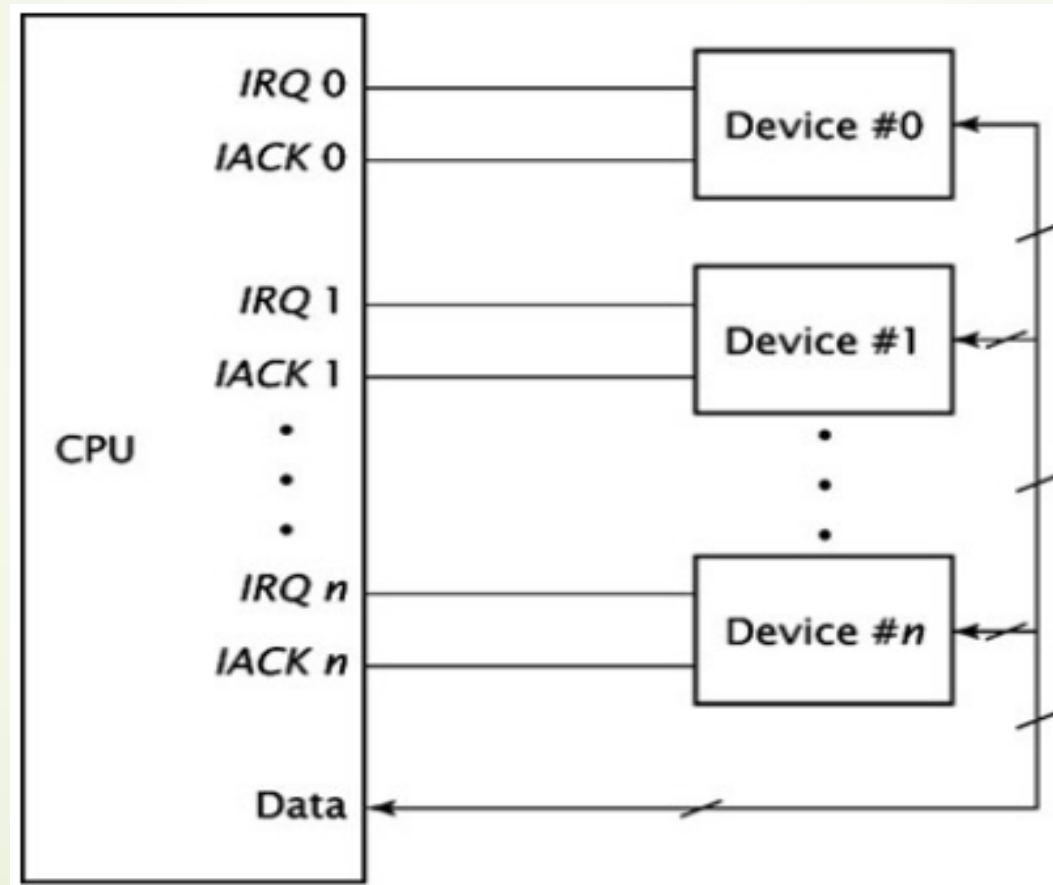 IRQ 0
IACK 0
Device #0
IRQ 1
IACK 1
Device #1
CPU
IRQ n
IACK n
Device #n
Data